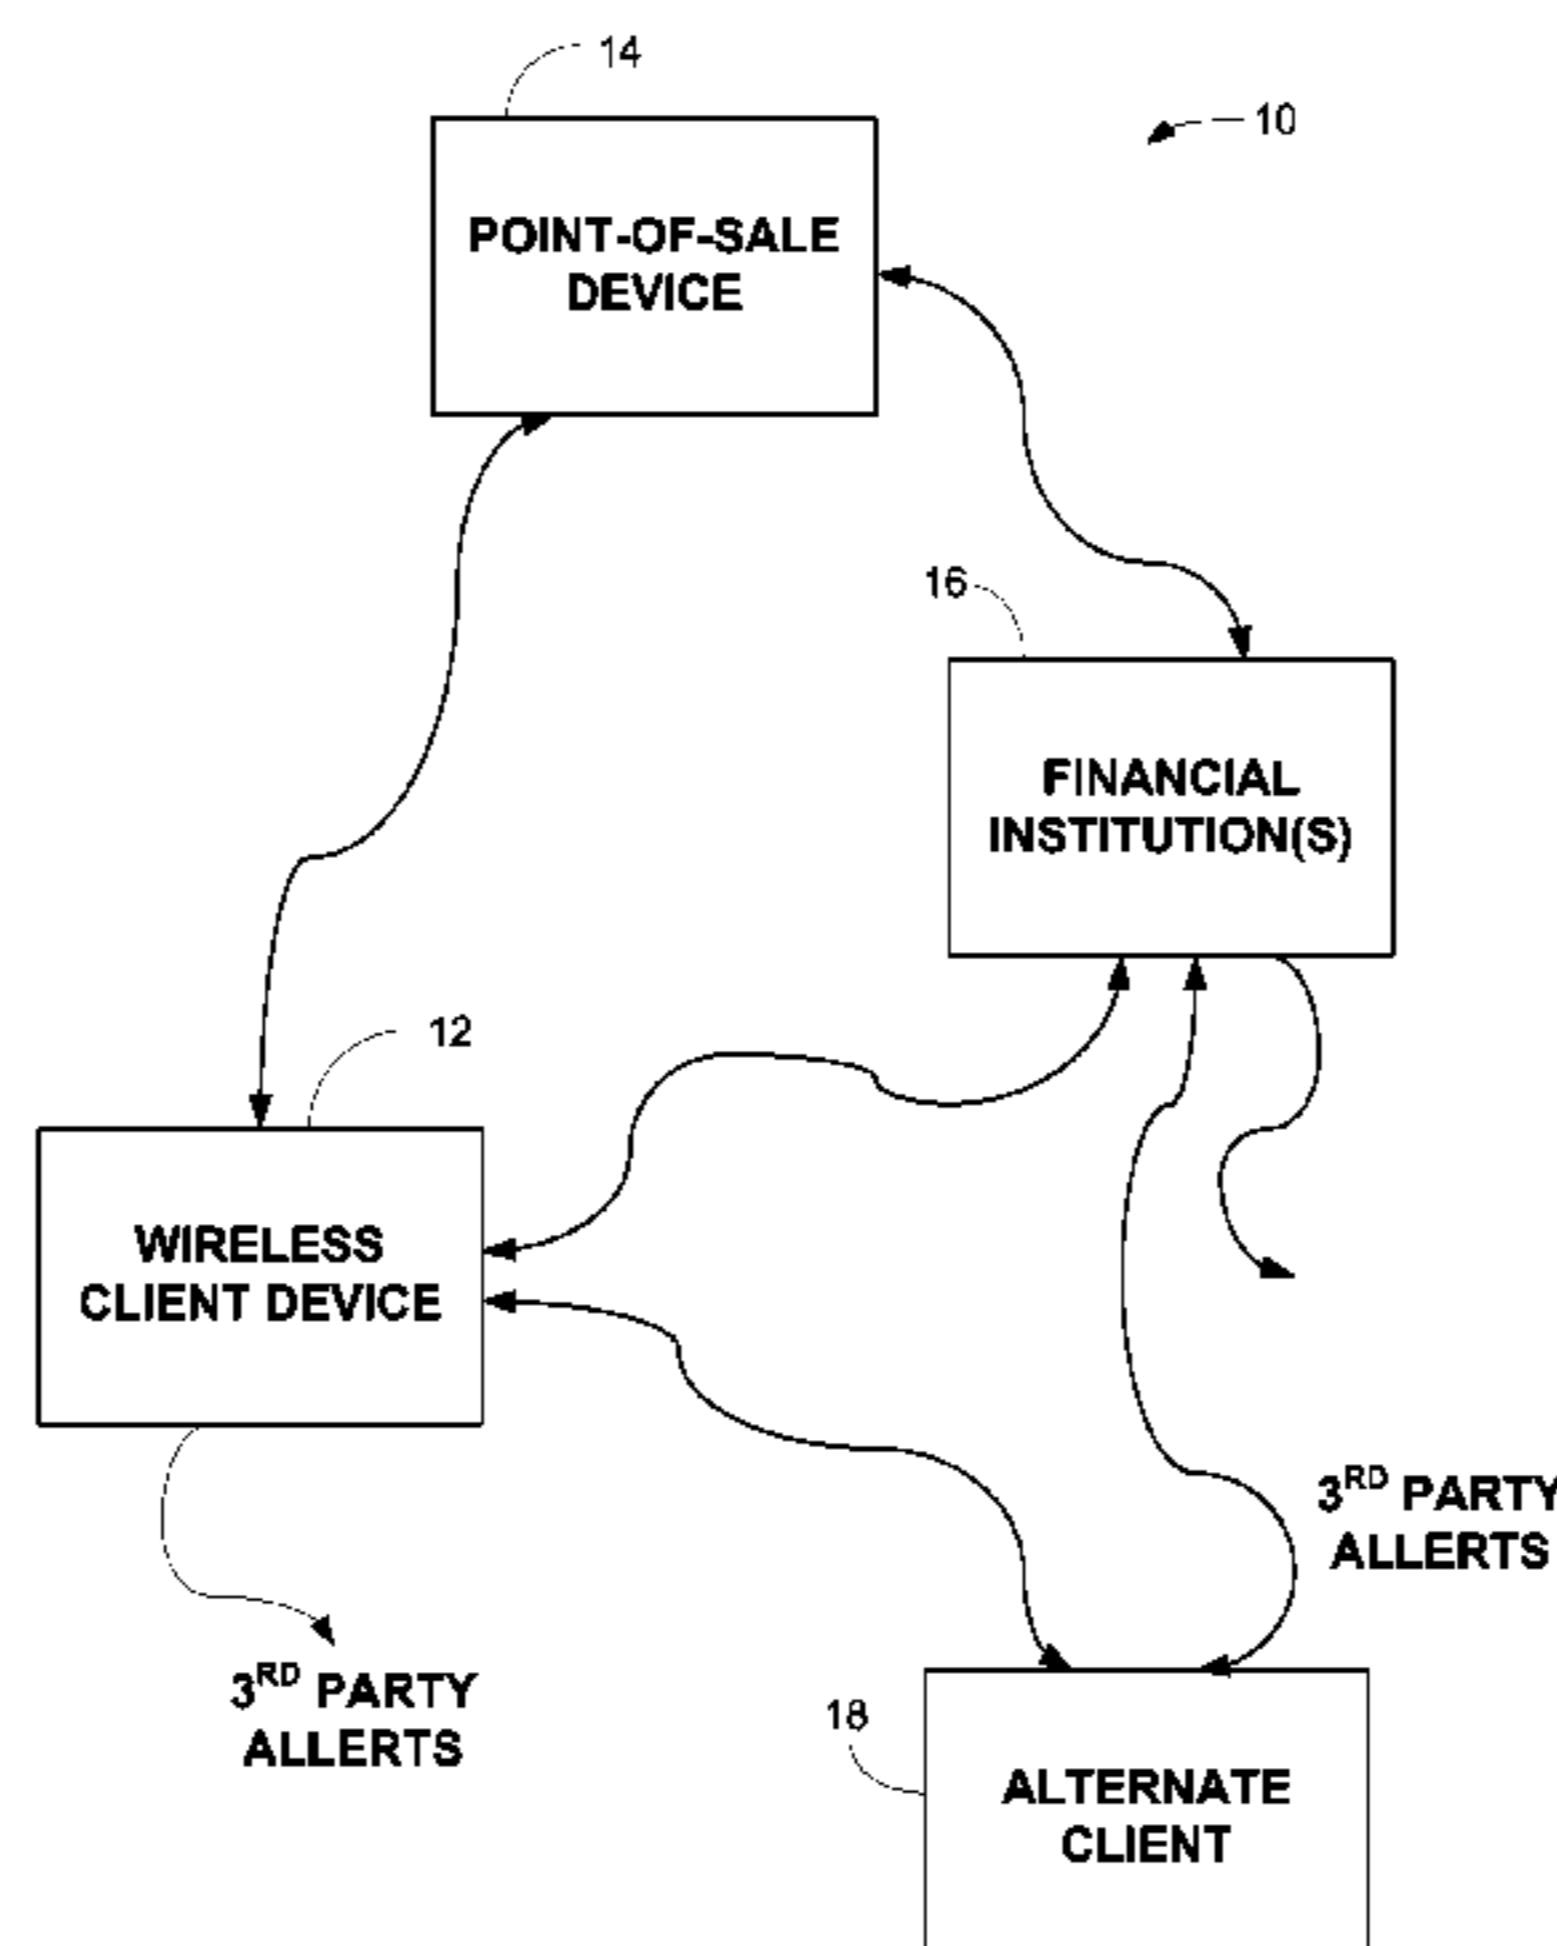 14
10
POINT-OF-SALE
DEVICE
16
FINANCIAL
INSTITUTION(S)
12
WIRELESS
CLIENT DEVICE
3RD PARTY
ALLERTS
3RD PARTY
ALLERTS
18
ALTERNATE
CLIENT